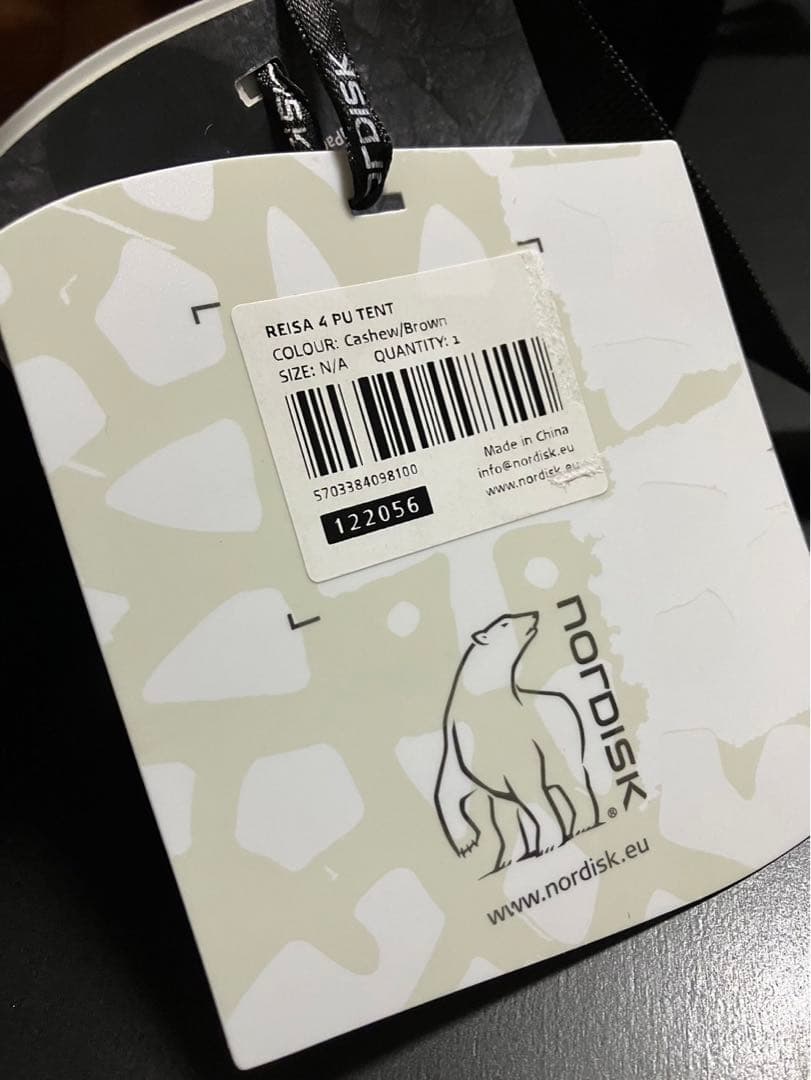 NORDISK
REISA 4 PU TENT
COLOUR: Cashew/Brown
SIZE: N/A QUANTITY: 1
5703384098100
Made in China
info@nordisk.eu
www.nordisk.eu
122056
NORDISK®
www.nordisk.eu